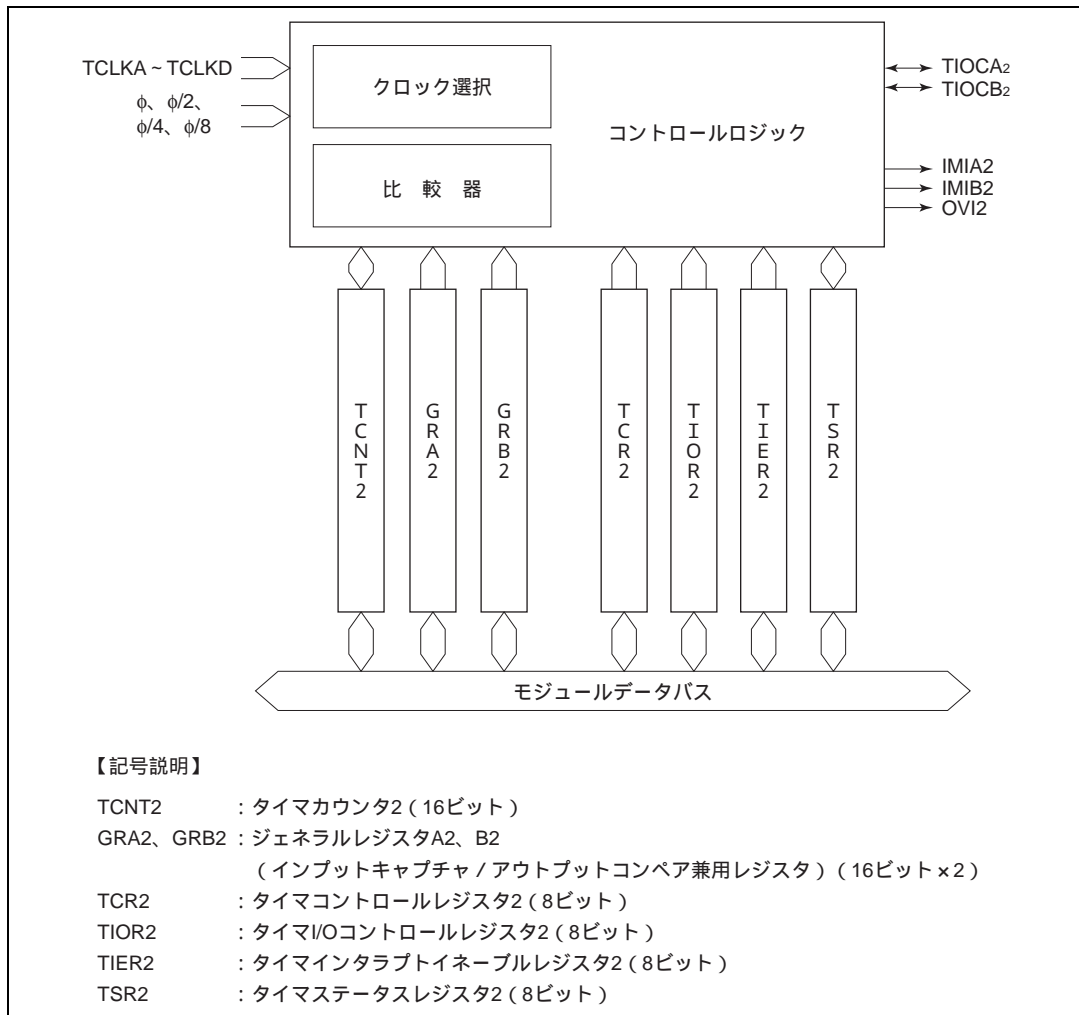 TCLKA ~ TCLKD
φ、φ/2、
φ/4、φ/8
クロック選択
比 較 器
コントロールロジック
TIOCA2
TIOCB2
IMIA2
IMIB2
OVI2
TCNT2
GRA2
GRB2
TCR2
TIOR2
TIER2
TSR2
モジュールデータバス
【記号説明】
TCNT2 : タイマカウンタ2(16ビット)
GRA2、GRB2 : ジェネラルレジスタA2、B2
(インプットキャプチャ / アウトプットコンペア兼用レジスタ)(16ビット×2)
TCR2 : タイマコントロールレジスタ2(8ビット)
TIOR2 : タイマI/Oコントロールレジスタ2(8ビット)
TIER2 : タイマインタラプトイネーブルレジスタ2(8ビット)
TSR2 : タイマステータスレジスタ2(8ビット)